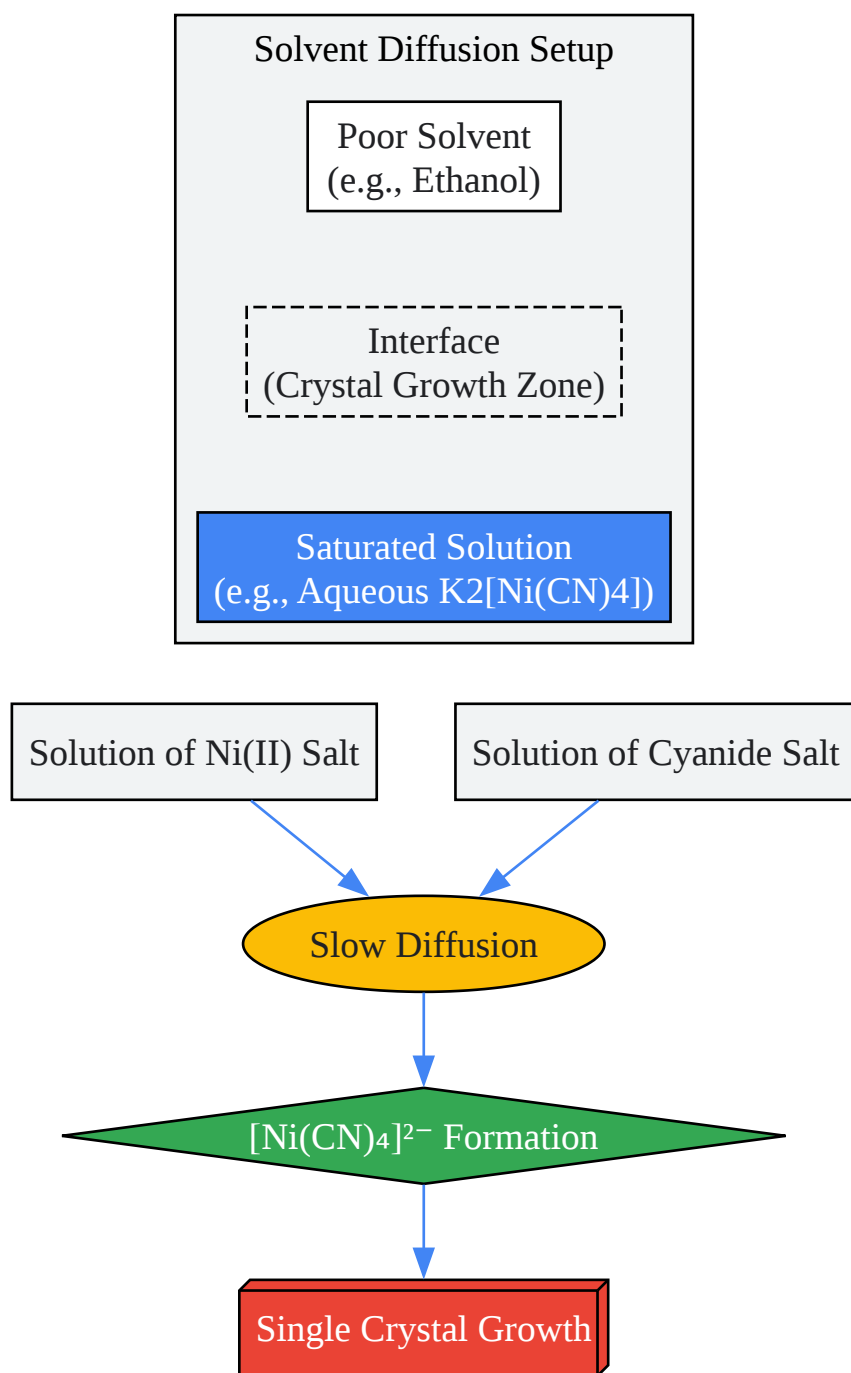 Solvent Diffusion Setup
Poor Solvent
(e.g., Ethanol)
Interface
(Crystal Growth Zone)
Saturated Solution
(e.g., Aqueous K2[Ni(CN)4])
Solution of Ni(II) Salt
Solution of Cyanide Salt
Slow Diffusion
[Ni(CN)₄]²⁻ Formation
Single Crystal Growth